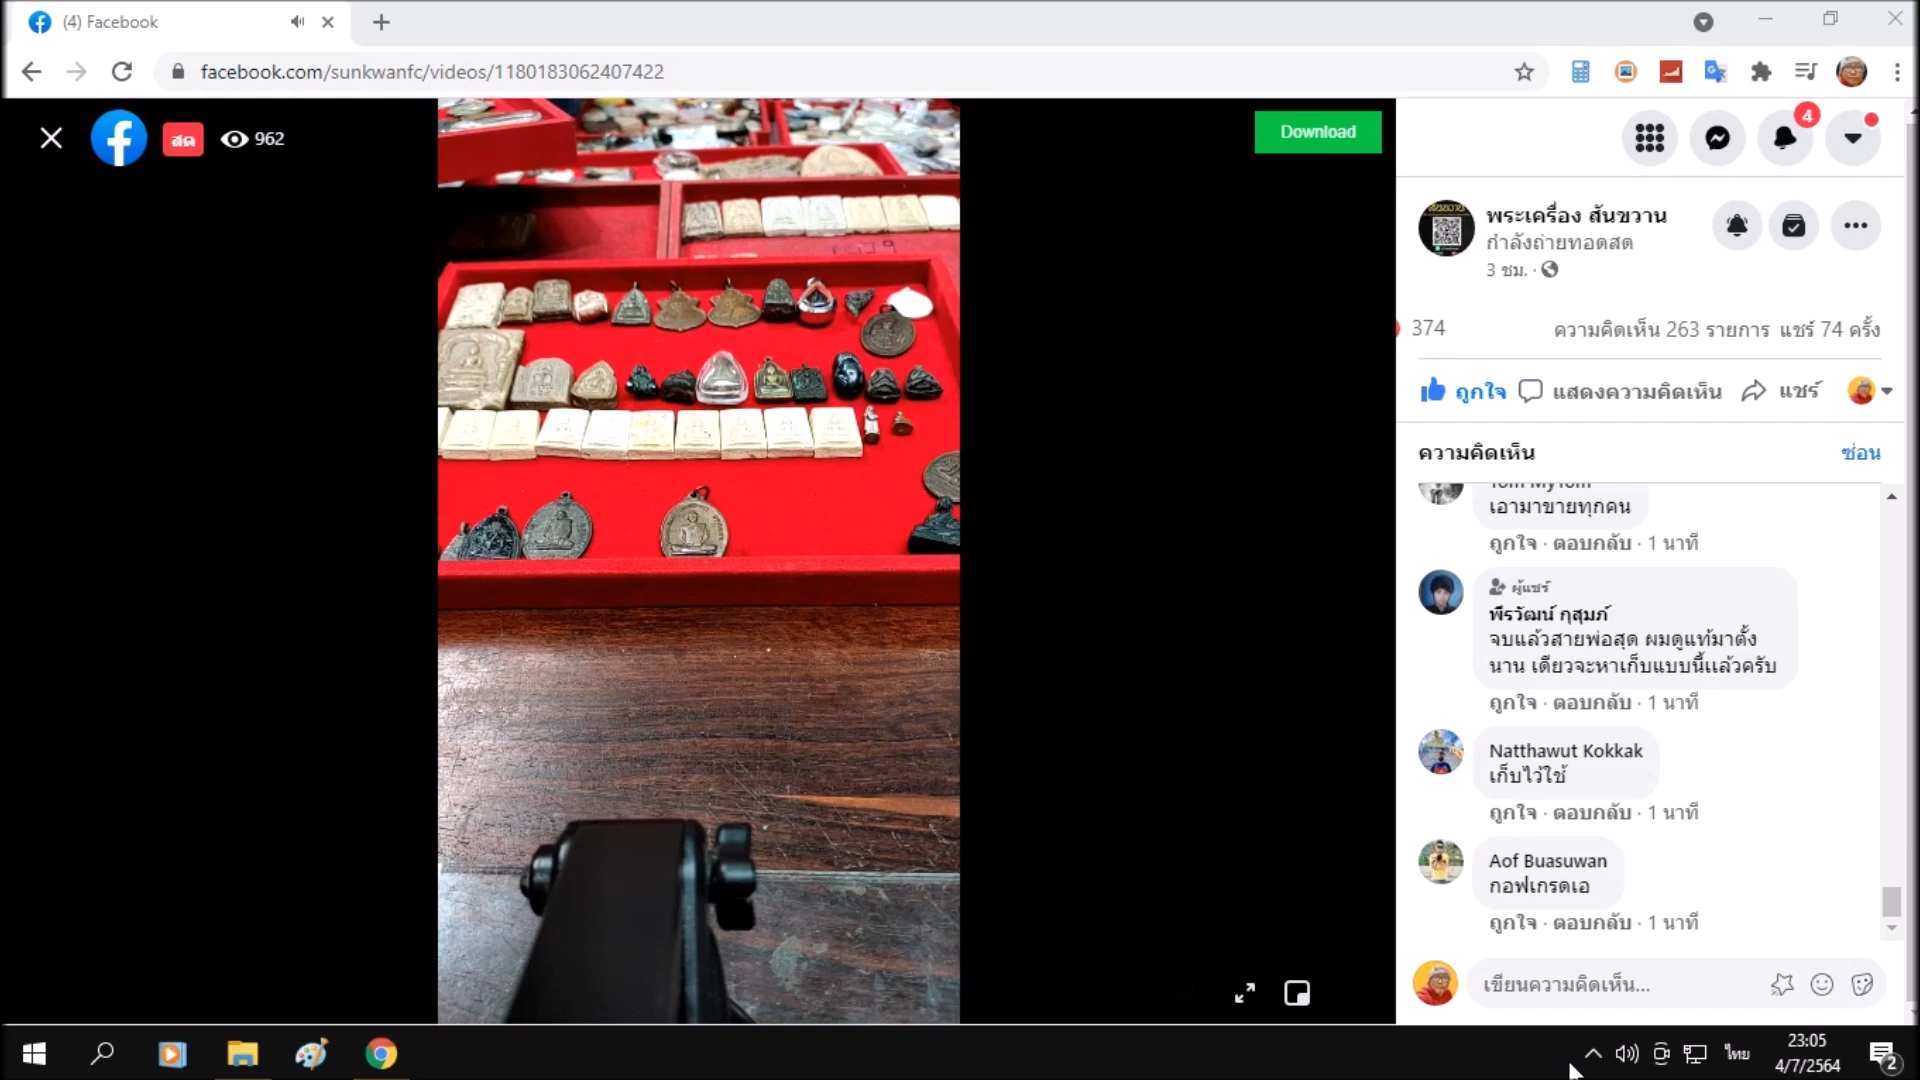 (4) Facebook
facebook.com/sunkwanfc/videos/1180183062407422
สด
962
Download
4
พระเครื่อง สันขวาน
กำลังถ่ายทอดสด
3 ชม. ·
374
ความคิดเห็น 263 รายการ แชร์ 74 ครั้ง
ถูกใจ
แสดงความคิดเห็น
แชร์
ความคิดเห็น
ซ่อน
Tom MyTom
เอามาขายทุกคน
ถูกใจ · ตอบกลับ · 1 นาที
ผู้แชร์
พีรวัฒน์ กุสุมภ์
จบแล้วสายพ่อสุด ผมดูแท้มาตั้ง
นาน เดียวจะหาเก็บแบบนี้แล้วครับ
ถูกใจ · ตอบกลับ · 1 นาที
Natthawut Kokkak
เก็บไว้ใช้
ถูกใจ · ตอบกลับ · 1 นาที
Aof Buasuwan
กอฟเกรดเอ
ถูกใจ · ตอบกลับ · 1 นาที
เขียนความคิดเห็น...
ไทย
23:05
4/7/2564
2